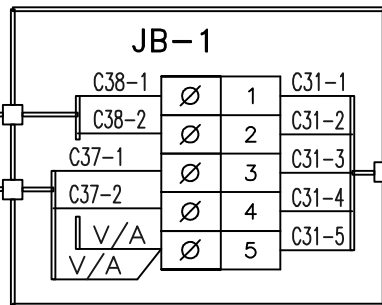 JB-1
C38-1 Ø 1 C31-1
C38-2 Ø 2 C31-2
C37-1 Ø 3 C31-3
C37-2 Ø 4 C31-4
V/A Ø 5 C31-5
V/A